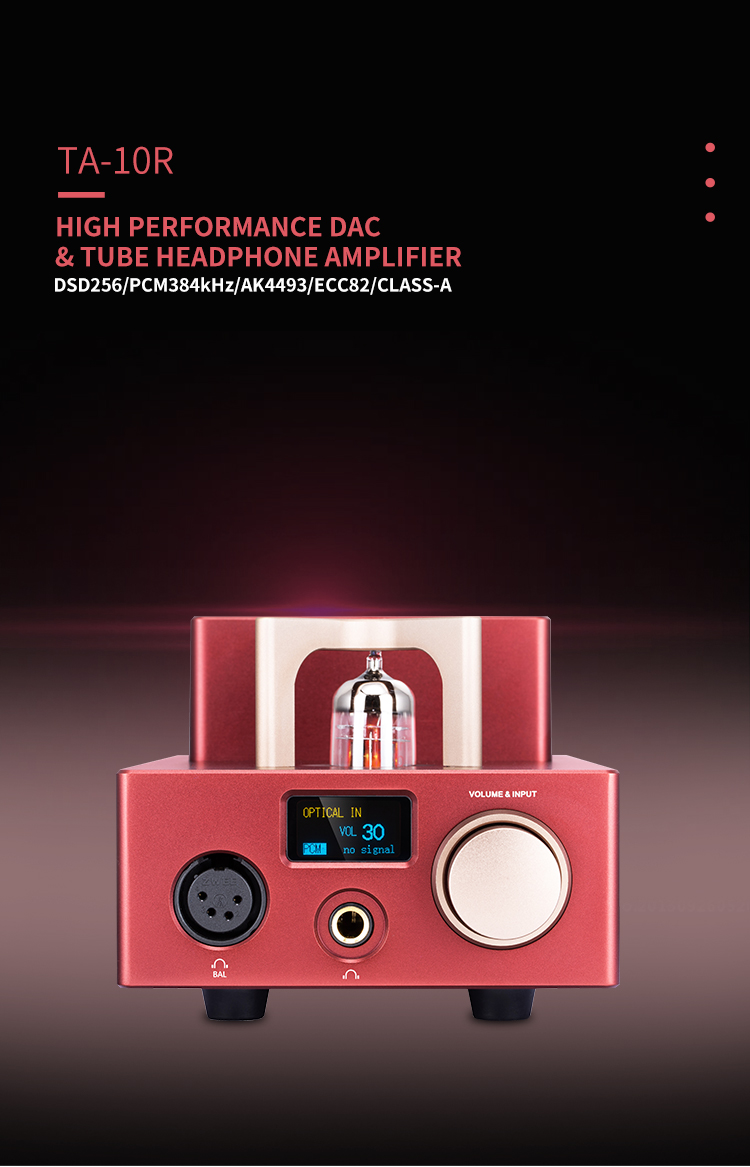 TA-10R
HIGH PERFORMANCE DAC
& TUBE HEADPHONE AMPLIFIER
DSD256/PCM384kHz/AK4493/ECC82/CLASS-A
VOLUME & INPUT
OPTICAL IN
VOL 30
PCM: no signal
BAL